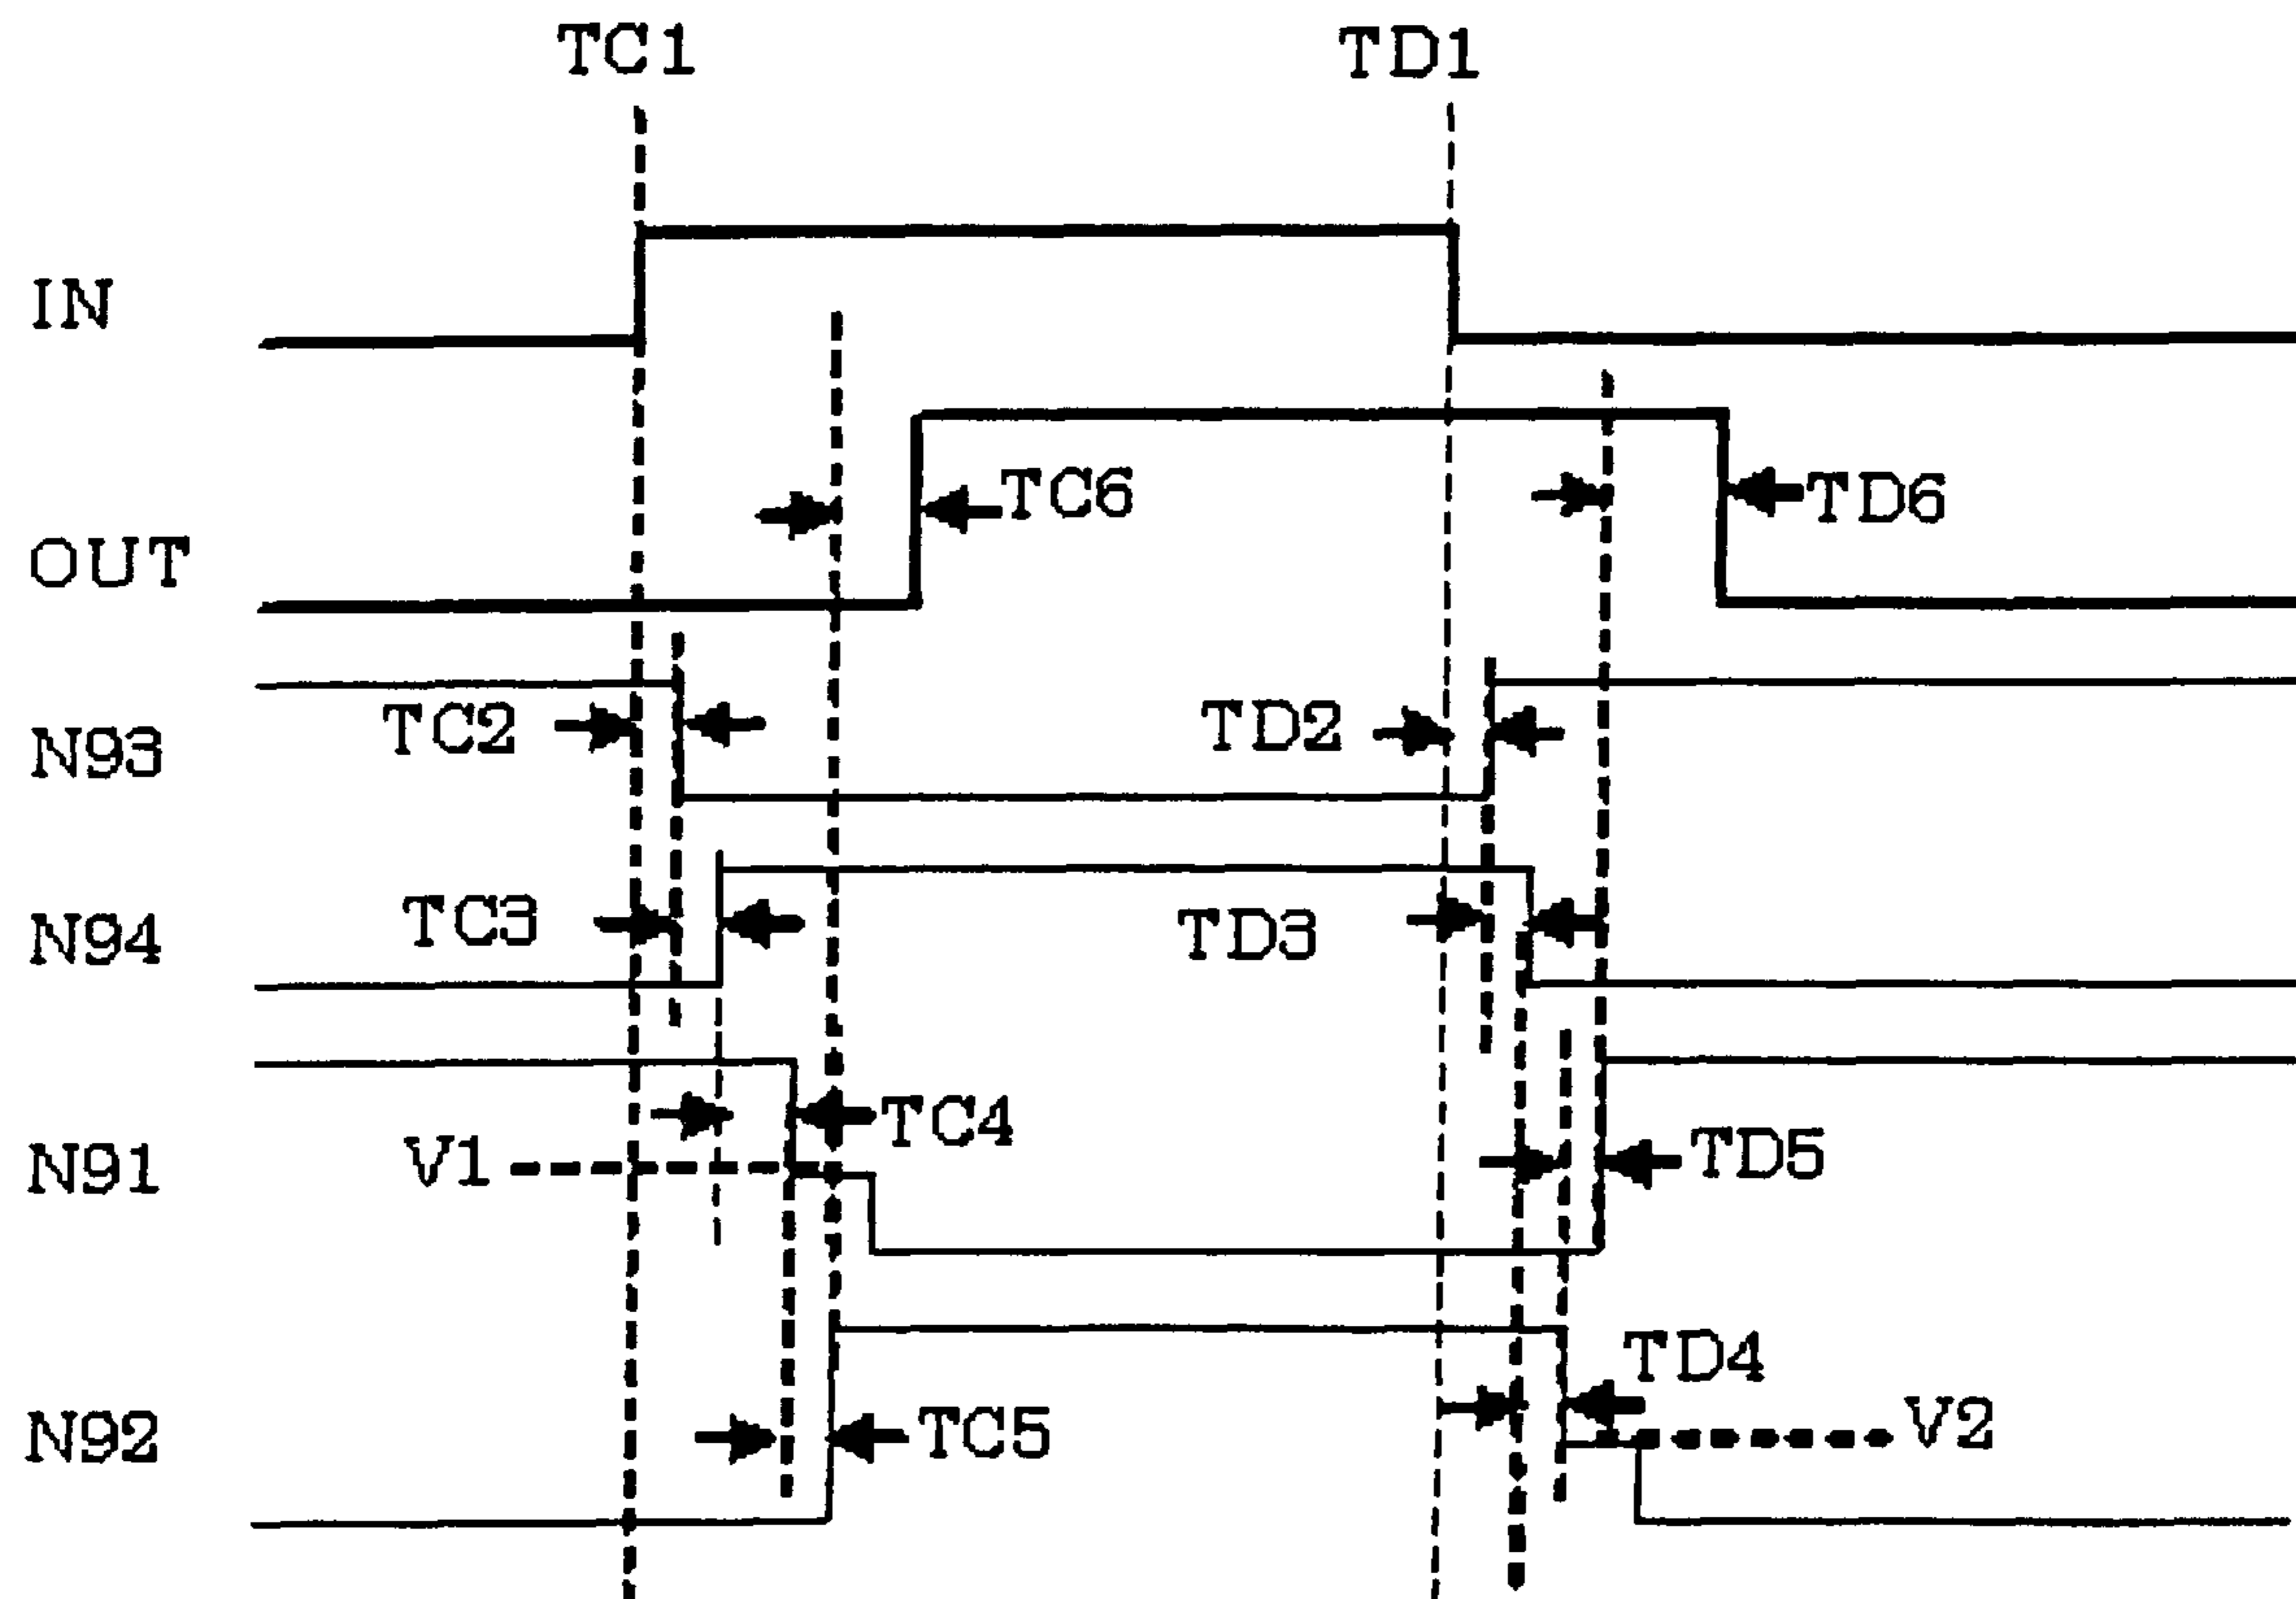 TC1 TD1
IN
TC6 TD6
OUT
TC2 TD2
N93
TC3 TD3
N94
TC4
V1 TD5
N91
TD4
V2
TC5
N92